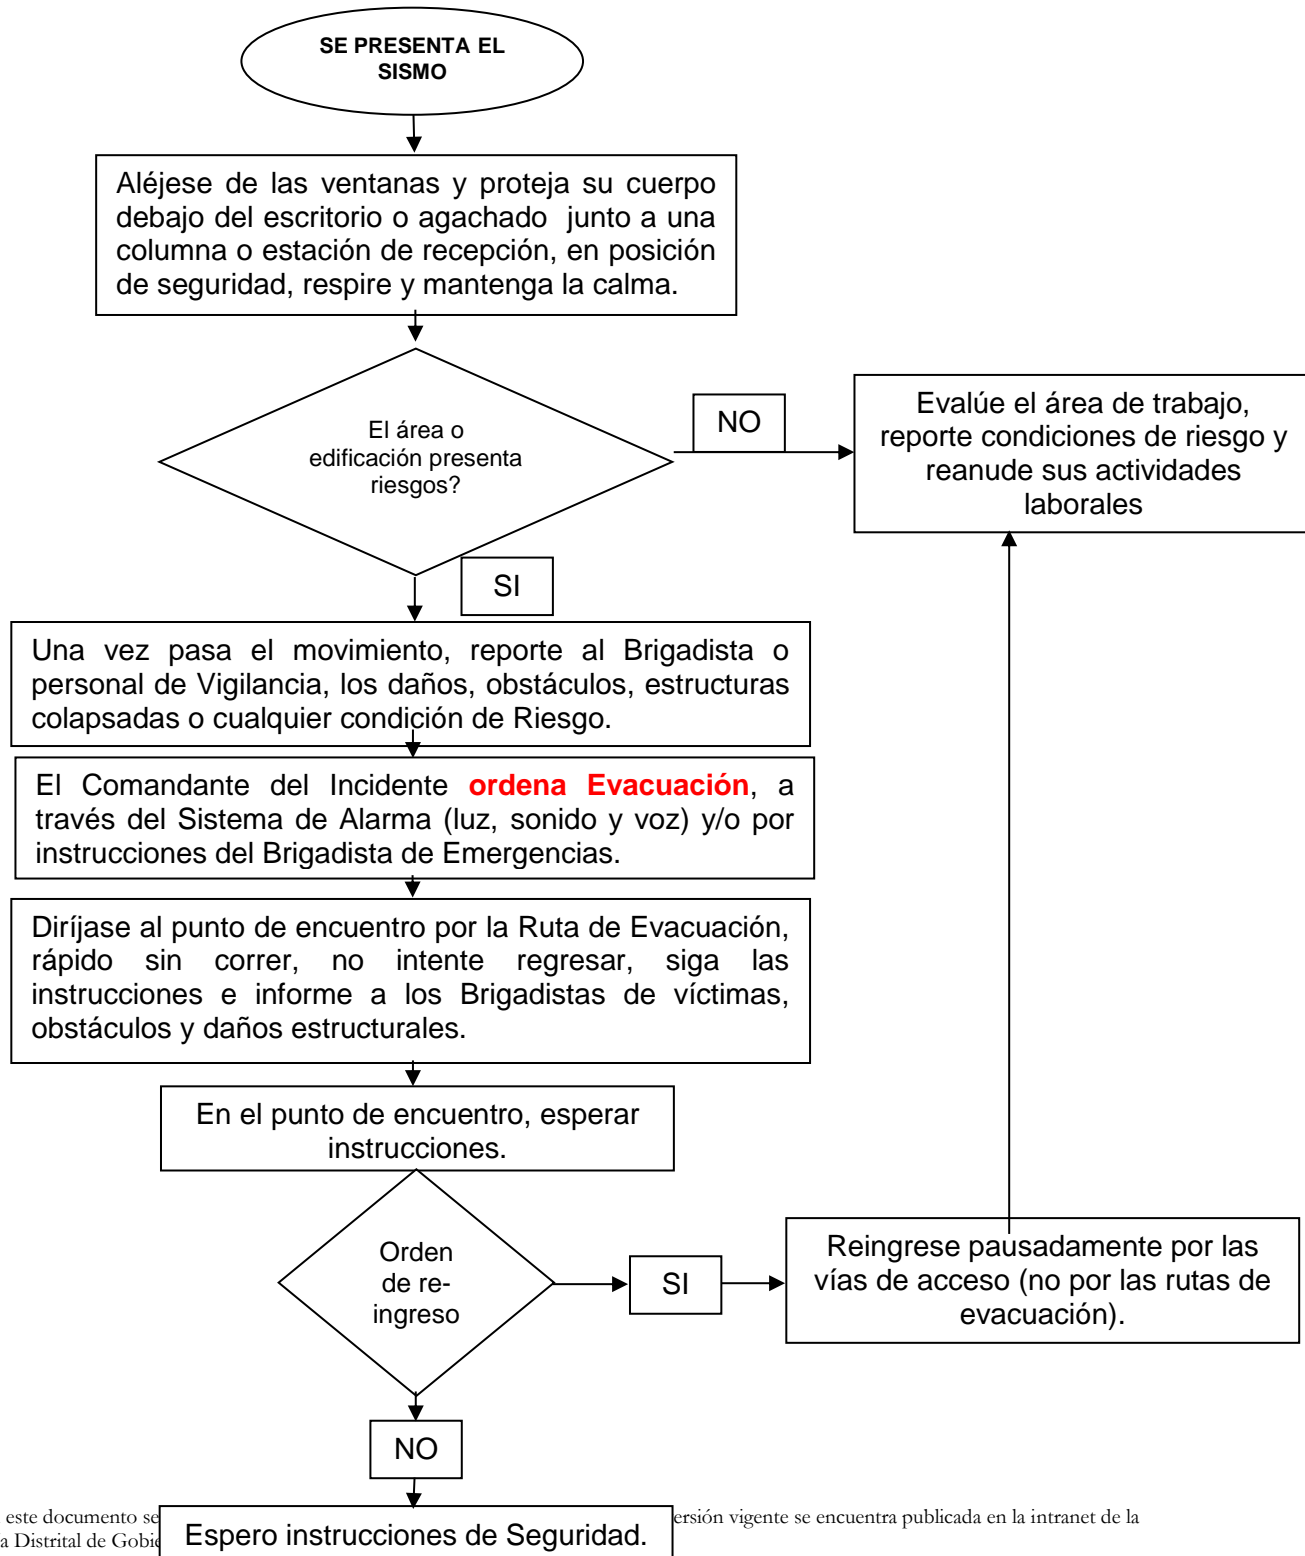 SE PRESENTA EL
SISMO
Aléjese de las ventanas y proteja su cuerpo
debajo del escritorio o agachado junto a una
columna o estación de recepción, en posición
de seguridad, respire y mantenga la calma.
El área o
edificación presenta
riesgos?
NO
Evalúe el área de trabajo,
reporte condiciones de riesgo y
reanude sus actividades
laborales
SI
Una vez pasa el movimiento, reporte al Brigadista o
personal de Vigilancia, los daños, obstáculos, estructuras
colapsadas o cualquier condición de Riesgo.
El Comandante del Incidente ordena Evacuación, a
través del Sistema de Alarma (luz, sonido y voz) y/o por
instrucciones del Brigadista de Emergencias.
Diríjase al punto de encuentro por la Ruta de Evacuación,
rápido sin correr, no intente regresar, siga las
instrucciones e informe a los Brigadistas de víctimas,
obstáculos y daños estructurales.
En el punto de encuentro, esperar
instrucciones.
Orden
de re-
ingreso
SI
Reingrese pausadamente por las
vías de acceso (no por las rutas de
evacuación).
NO
Espero instrucciones de Seguridad.
este documento se ersión vigente se encuentra publicada en la intranet de la
a Distrital de Gobie